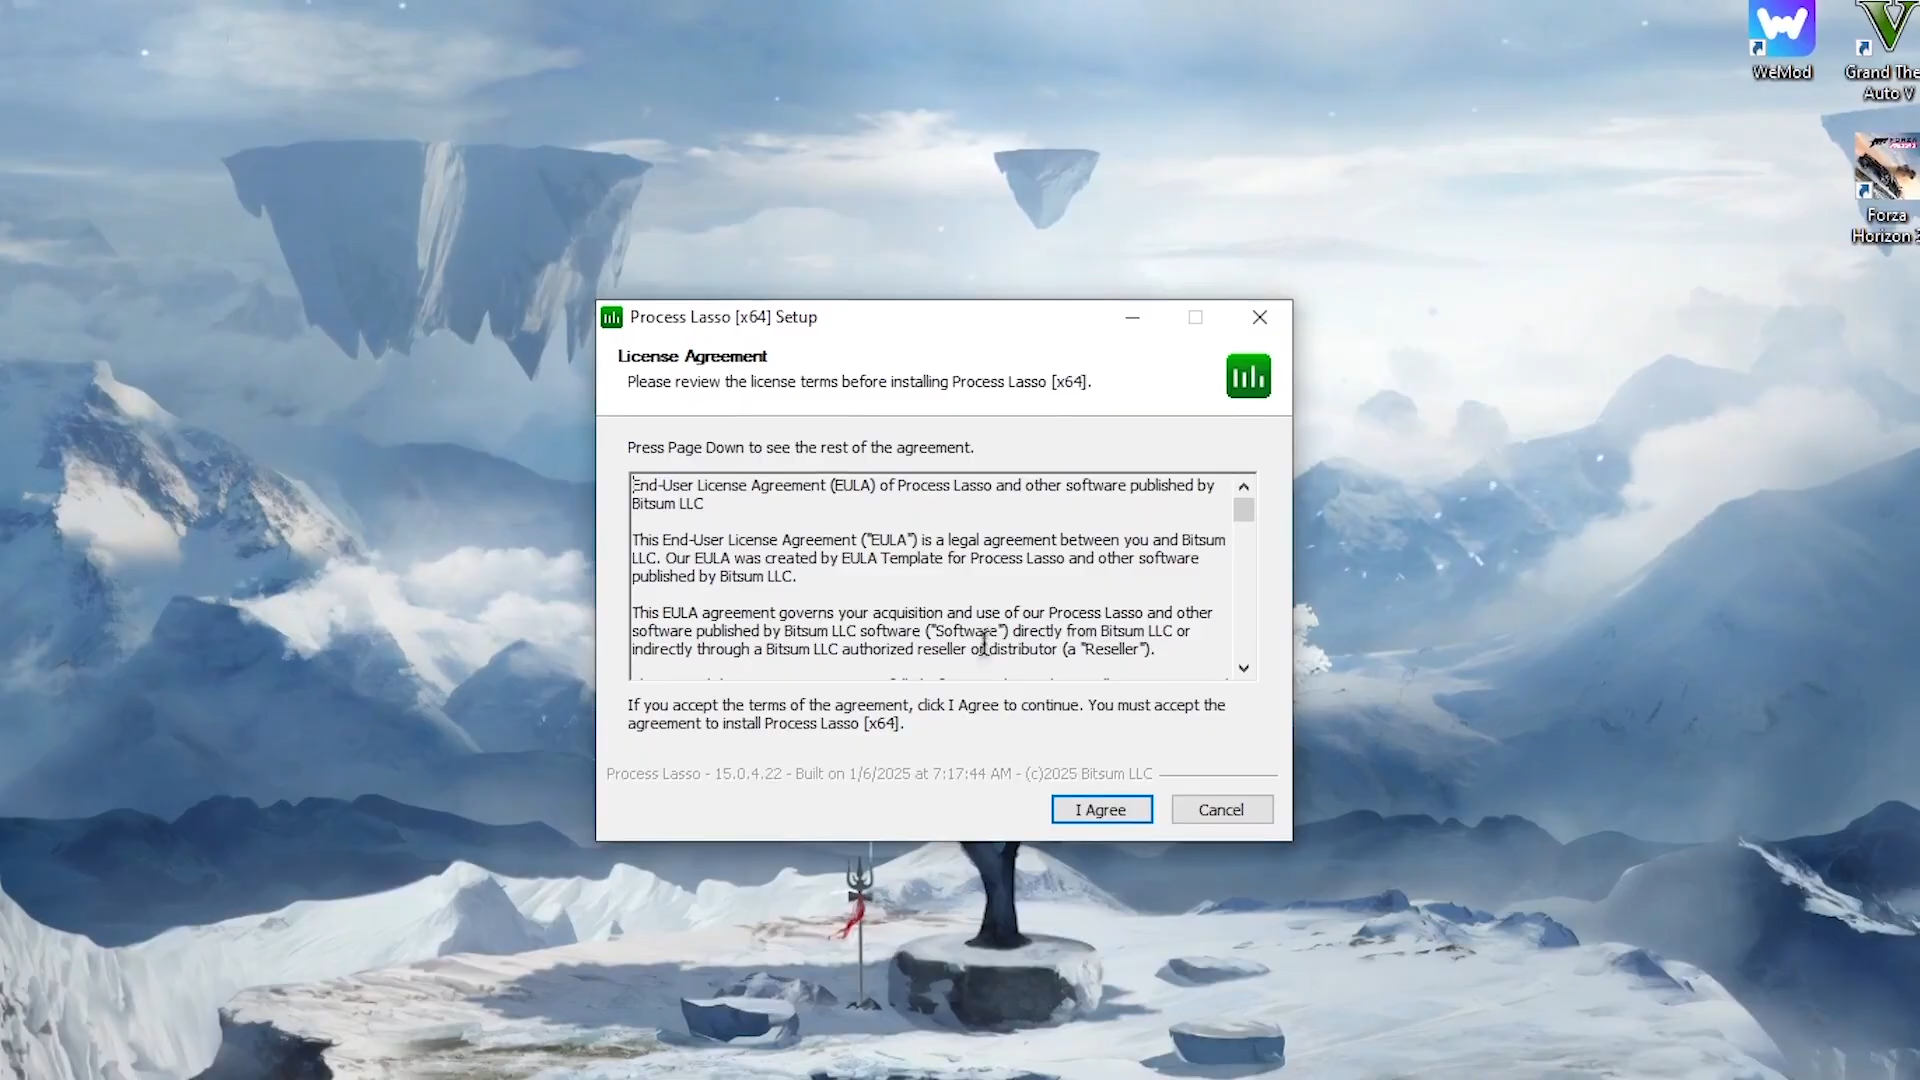 WeMod
Grand The
Auto V
Forza
Horizon
Process Lasso [x64] Setup
License Agreement
Please review the license terms before installing Process Lasso [x64].
Press Page Down to see the rest of the agreement.
End-User License Agreement (EULA) of Process Lasso and other software published by
Bitsum LLC
This End-User License Agreement ("EULA") is a legal agreement between you and Bitsum
LLC. Our EULA was created by EULA Template for Process Lasso and other software
published by Bitsum LLC.
This EULA agreement governs your acquisition and use of our Process Lasso and other
software published by Bitsum LLC software ("Software") directly from Bitsum LLC or
indirectly through a Bitsum LLC authorized reseller or distributor (a "Reseller").
If you accept the terms of the agreement, click I Agree to continue. You must accept the
agreement to install Process Lasso [x64].
Process Lasso - 15.0.4.22 - Built on 1/6/2025 at 7:17:44 AM - (c)2025 Bitsum LLC
I Agree
Cancel